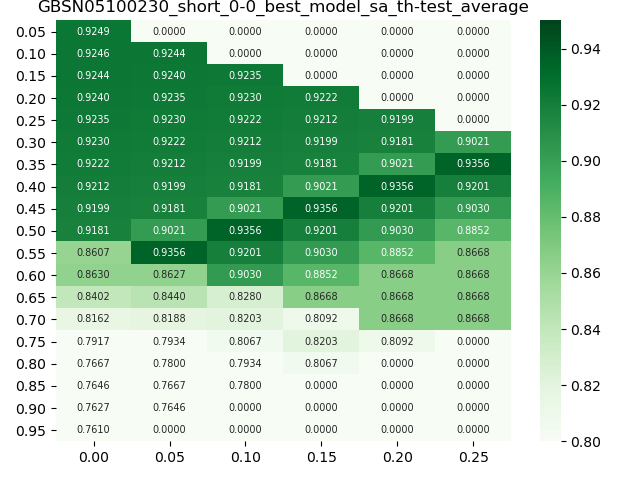 GBSN05100230_short_0-0_best_model_sa_th-test_average
0.05 0.9249 0.0000 0.0000 0.0000 0.0000 0.0000
0.10 0.9246 0.9244 0.0000 0.0000 0.0000 0.0000
0.15 0.9244 0.9240 0.9235 0.0000 0.0000 0.0000
0.20 0.9240 0.9235 0.9230 0.9222 0.0000 0.0000
0.25 0.9235 0.9230 0.9222 0.9212 0.9199 0.0000
0.30 0.9230 0.9222 0.9212 0.9199 0.9181 0.9021
0.35 0.9222 0.9212 0.9199 0.9181 0.9021 0.9356
0.40 0.9212 0.9199 0.9181 0.9021 0.9356 0.9201
0.45 0.9199 0.9181 0.9021 0.9356 0.9201 0.9030
0.50 0.9181 0.9021 0.9356 0.9201 0.9030 0.8852
0.55 0.8607 0.9356 0.9201 0.9030 0.8852 0.8668
0.60 0.8630 0.8627 0.9030 0.8852 0.8668 0.8668
0.65 0.8402 0.8440 0.8280 0.8668 0.8668 0.8668
0.70 0.8162 0.8188 0.8203 0.8092 0.8668 0.8668
0.75 0.7917 0.7934 0.8067 0.8203 0.8092 0.0000
0.80 0.7667 0.7800 0.7934 0.8067 0.0000 0.0000
0.85 0.7646 0.7667 0.7800 0.0000 0.0000 0.0000
0.90 0.7627 0.7646 0.0000 0.0000 0.0000 0.0000
0.95 0.7610 0.0000 0.0000 0.0000 0.0000 0.0000
0.00 0.05 0.10 0.15 0.20 0.25
0.94
0.92
0.90
0.88
0.86
0.84
0.82
0.80